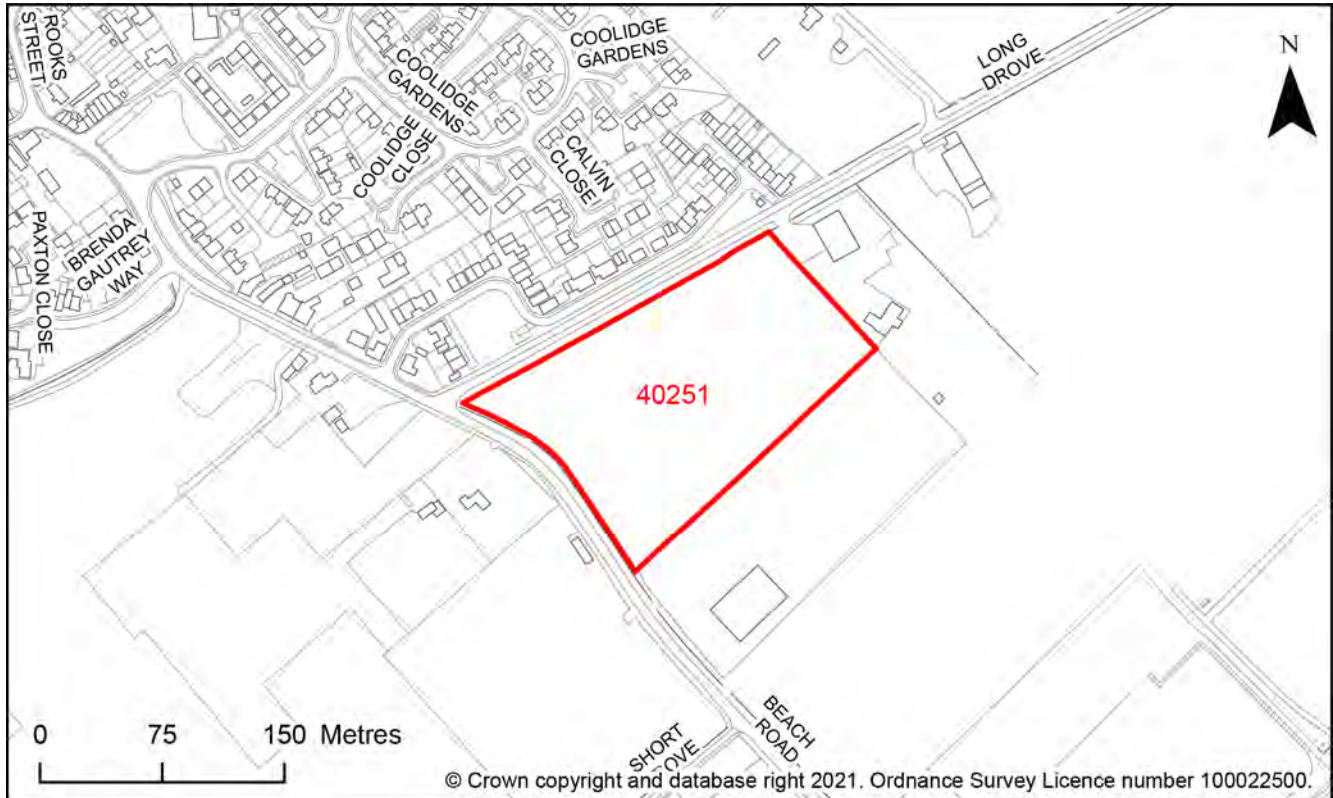 ROOKS
STREET
COOLIDGE
GARDENS
COOLIDGE
GARDENS
LONG
DROVE
N
COOLIDGE
CLOSE
CALVIN
CLOSE
PAXTON CLOSE
BRENDA
GAUTREY
WAY
40251
BEACH
ROAD
SHORT
0 75 150 Metres
© Crown copyright and database right 2021. Ordnance Survey Licence number 100022500.